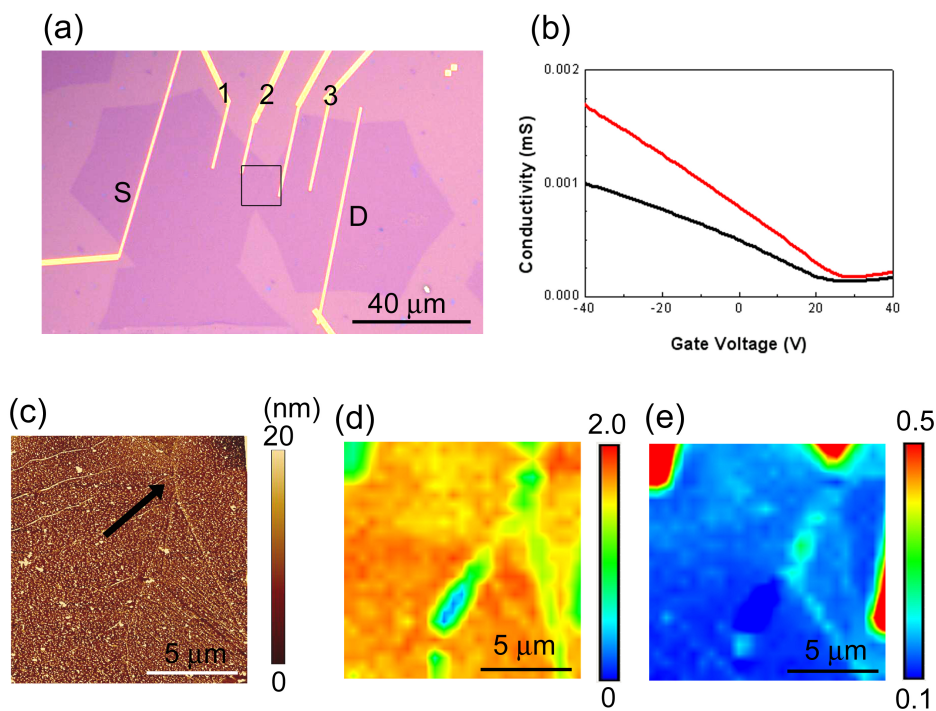 (a)
1
2
3
S
D
40 μm
(b)
0.002
0.001
0.000
Conductivity (mS)
-40
-20
0
20
40
Gate Voltage (V)
(c)
(nm)
20
0
5 μm
(d)
2.0
0
5 μm
(e)
0.5
0.1
5 μm